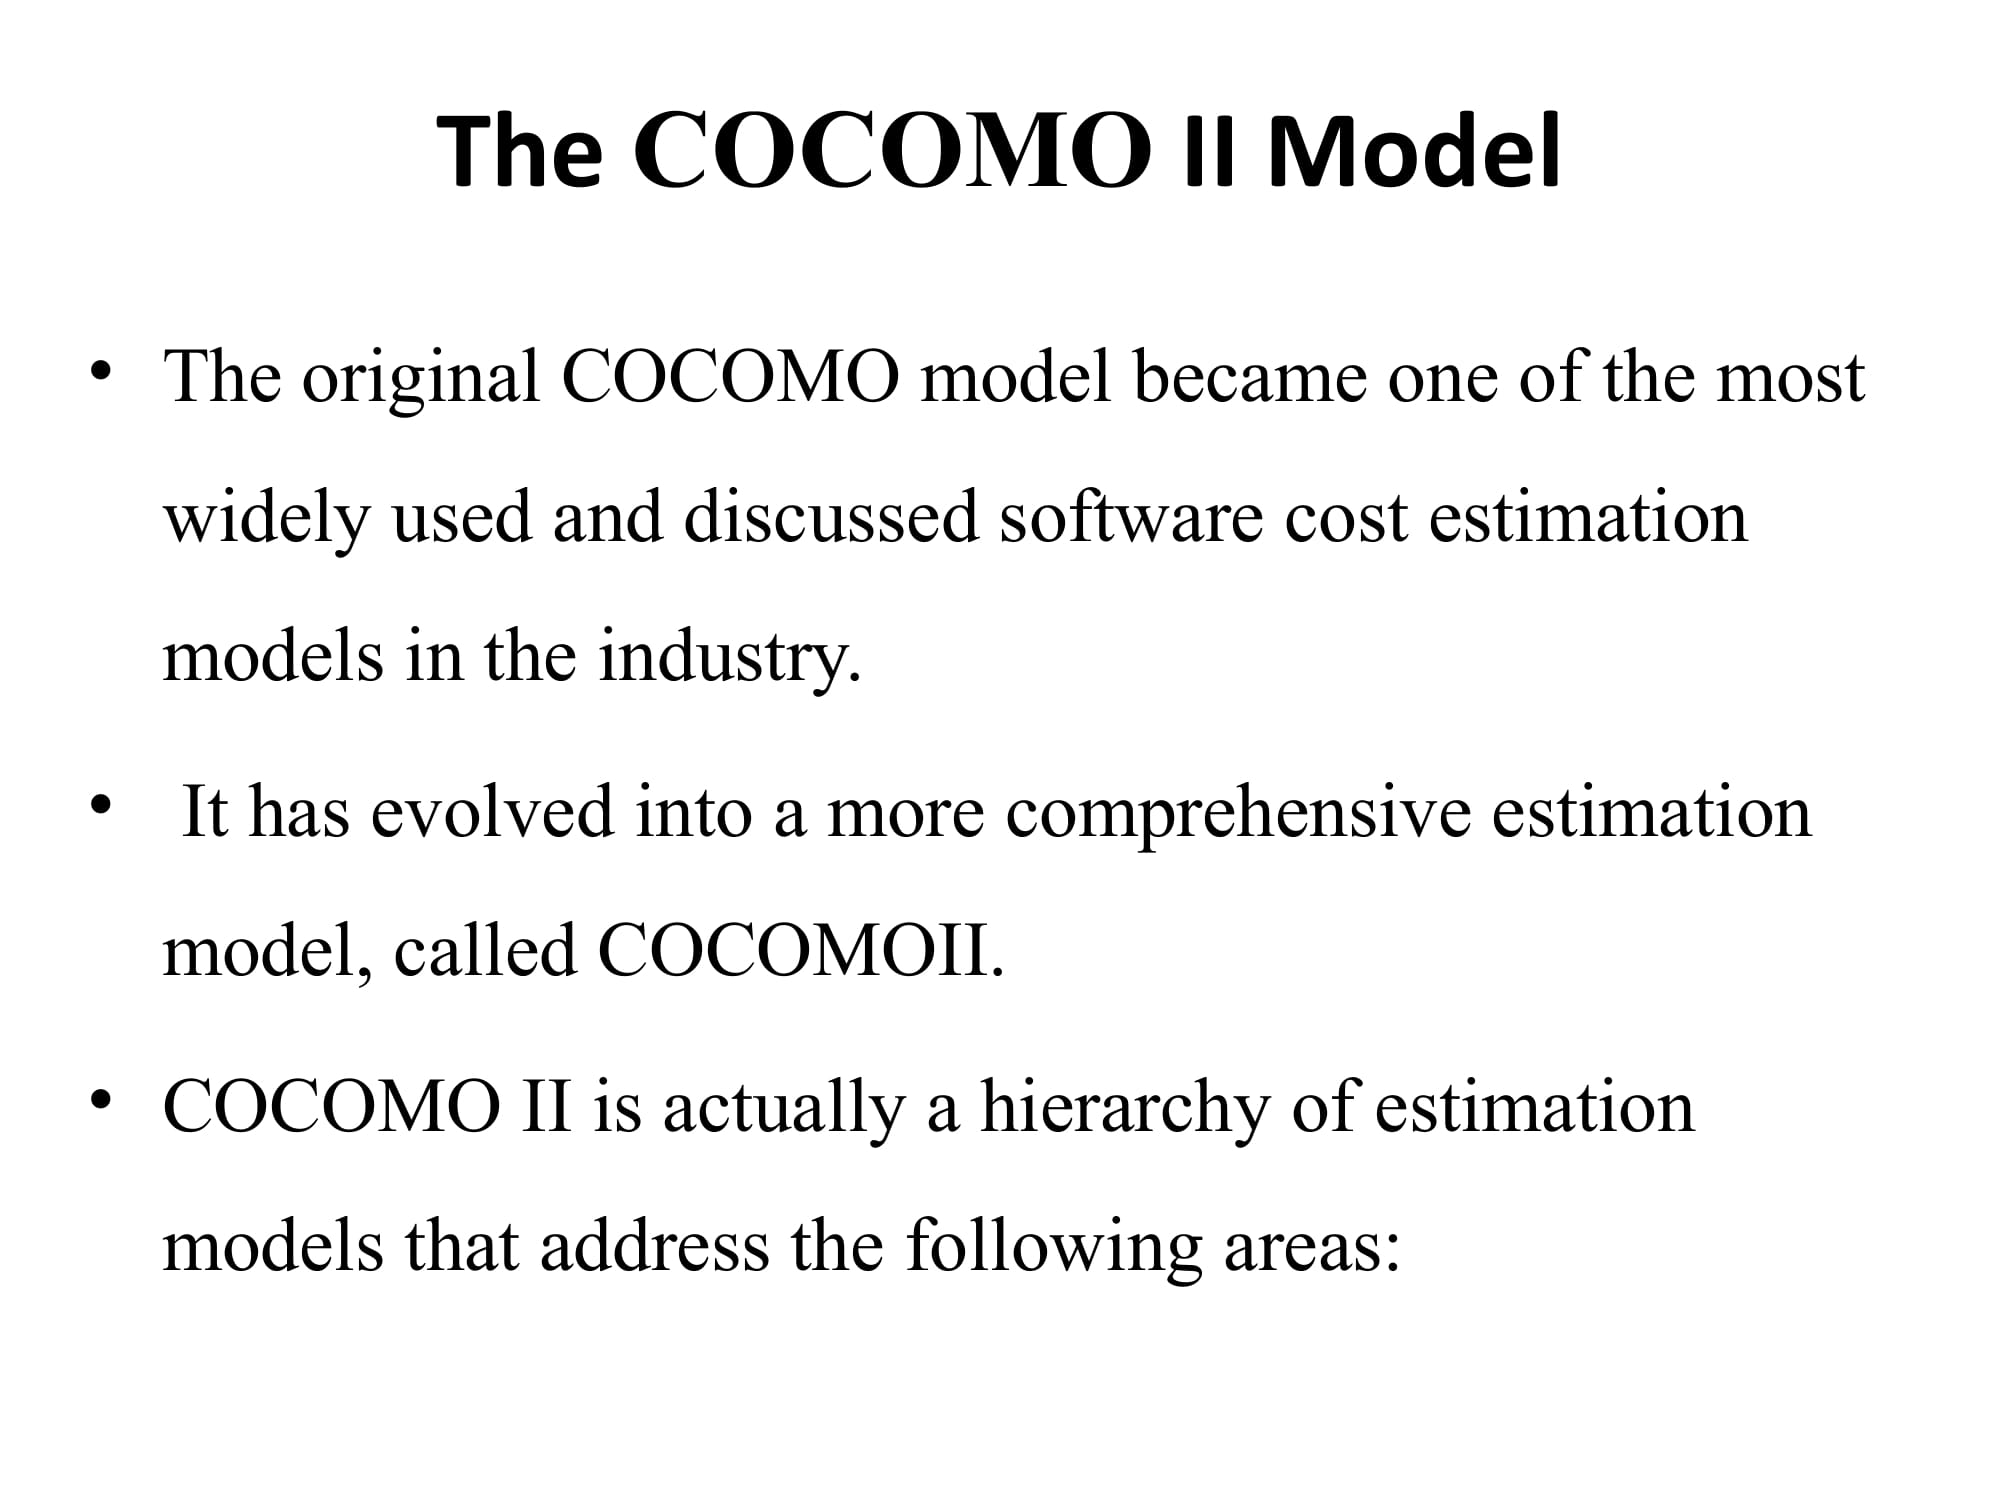 The COCOMO II Model
• The original COCOMO model became one of the most
widely used and discussed software cost estimation
models in the industry.
• It has evolved into a more comprehensive estimation
model, called COCOMOII.
• COCOMO II is actually a hierarchy of estimation
models that address the following areas: